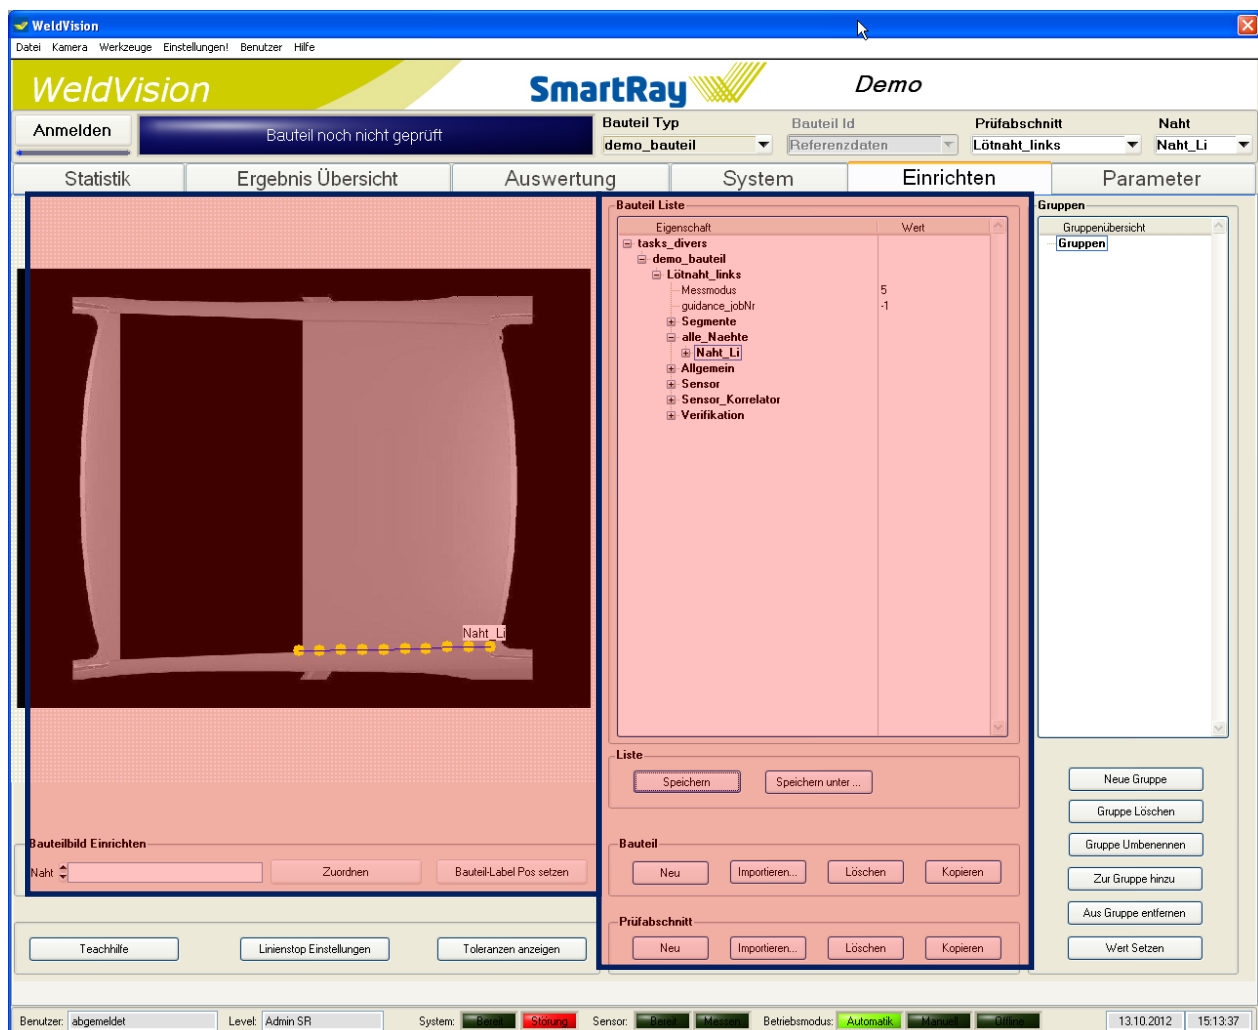 WeldVision
Datei Kamera Werkzeuge Einstellungen! Benutzer Hilfe
WeldVision
SmartRay
Demo
Anmelden
Bauteil noch nicht geprüft
Bauteil Typ
demo_bauteil
Bauteil Id
Referenzdaten
Prüfabschnitt
Lötnaht_links
Naht
Naht_Li
Statistik
Ergebnis Übersicht
Auswertung
System
Einrichten
Parameter
Naht_Li
Bauteilbild Einrichten
Naht
Zuordnen
Bauteil-Label Pos setzen
Teachhilfe
Linienstop Einstellungen
Toleranzen anzeigen
Bauteil Liste
Eigenschaft Wert
tasks_divers
demo_bauteil
Lötnaht_links
Messmodus 5
guidance_jobNr -1
Segmente
alle_Naehte
Naht_Li
Allgemein
Sensor
Sensor_Korrelator
Verifikation
Liste
Speichern Speichern unter ...
Bauteil
Neu Importieren... Löschen Kopieren
Prüfabschnitt
Neu Importieren... Löschen Kopieren
Gruppen
Gruppenübersicht
Gruppen
Neue Gruppe
Gruppe Löschen
Gruppe Umbenennen
Zur Gruppe hinzu
Aus Gruppe entfernen
Wert Setzen
Benutzer: abgemeldet Level: Admin SR System: Bereit Störung Sensor: Bereit Messen Betriebsmodus: Automatik Manuell Offline 13.10.2012 15:13:37